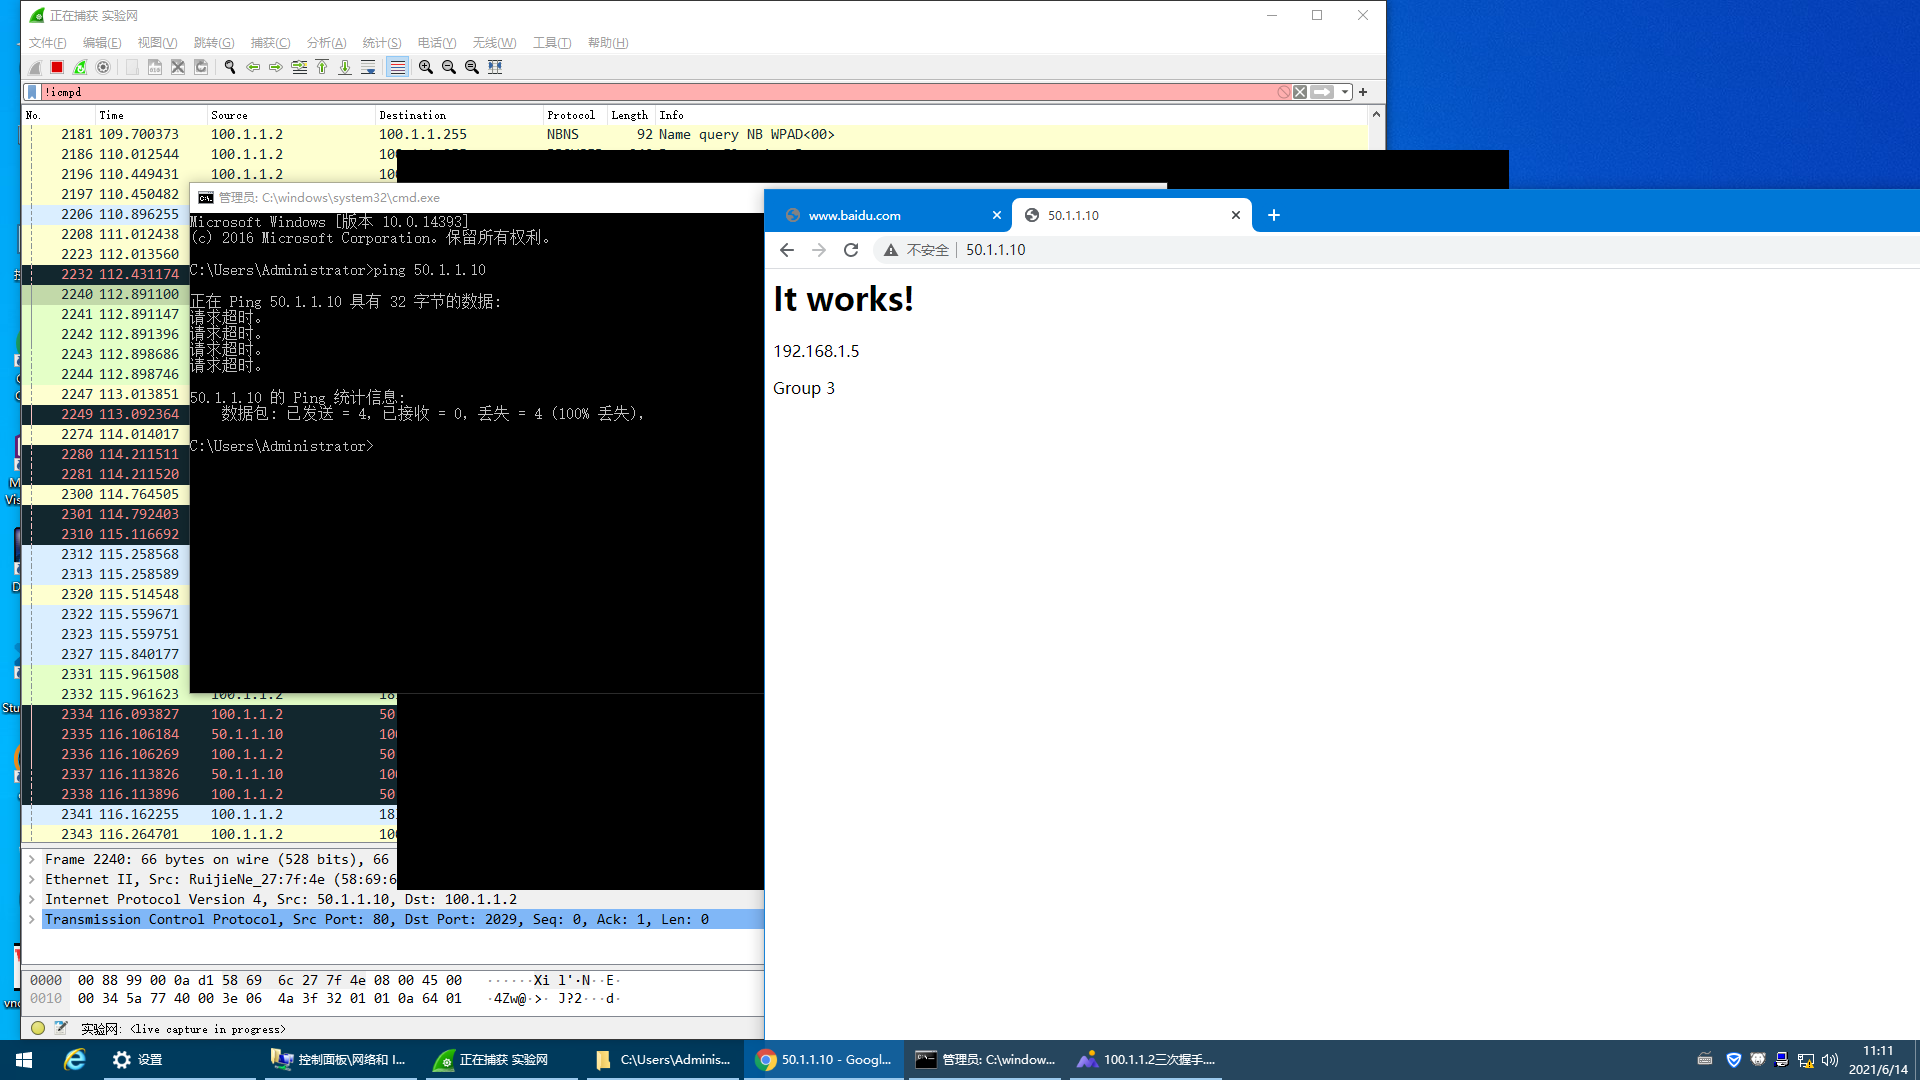 正在捕获 实验网
文件(F) 编辑(E) 视图(V) 跳转(G) 捕获(C) 分析(A) 统计(S) 电话(Y) 无线(W) 工具(T) 帮助(H)
!icmpd
No. Time Source Destination Protocol Length Info
2181 109.700373 100.1.1.2 100.1.1.255 NBNS 92 Name query NB WPAD<00>
2186 110.012544 100.1.1.2
2196 110.449431 100.1.1.2
2197 110.450482
2206 110.896255
2208 111.012438
2223 112.013560
2232 112.431174
2240 112.891100
2241 112.891147
2242 112.891396
2243 112.898686
2244 112.898746
2247 113.013851
2249 113.092364
2274 114.014017
2280 114.211511
2281 114.211520
2300 114.764505
2301 114.792403
2310 115.116692
2312 115.258568
2313 115.258589
2320 115.514548
2322 115.559671
2323 115.559751
2327 115.840177
2331 115.961508
2332 115.961623 100.1.1.2
2334 116.093827 100.1.1.2 50
2335 116.106184 50.1.1.10 100
2336 116.106269 100.1.1.2 50
2337 116.113826 50.1.1.10 100
2338 116.113896 100.1.1.2 50
2341 116.162255 100.1.1.2 18
2343 116.264701 100.1.1.2 100
Frame 2240: 66 bytes on wire (528 bits), 66
Ethernet II, Src: RuijieNe_27:7f:4e (58:69:6
Internet Protocol Version 4, Src: 50.1.1.10, Dst: 100.1.1.2
Transmission Control Protocol, Src Port: 80, Dst Port: 2029, Seq: 0, Ack: 1, Len: 0
0000 00 88 99 00 0a d1 58 69 6c 27 7f 4e 08 00 45 00 ······Xi l'·N··E·
0010 00 34 5a 77 40 00 3e 06 4a 3f 32 01 01 0a 64 01 ·4Zw@·>· J?2···d·
实验网: <live capture in progress>
管理员: C:\windows\system32\cmd.exe
Microsoft Windows [版本 10.0.14393]
(c) 2016 Microsoft Corporation。保留所有权利。
C:\Users\Administrator>ping 50.1.1.10
正在 Ping 50.1.1.10 具有 32 字节的数据:
请求超时。
请求超时。
请求超时。
请求超时。
50.1.1.10 的 Ping 统计信息:
数据包: 已发送 = 4，已接收 = 0，丢失 = 4 (100% 丢失)，
C:\Users\Administrator>
www.baidu.com
50.1.1.10
不安全 50.1.1.10
It works!
192.168.1.5
Group 3
设置
控制面板\网络和 I...
正在捕获 实验网
C:\Users\Adminis...
50.1.1.10 - Googl...
管理员: C:\window...
100.1.1.2三次握手....
11:11
2021/6/14